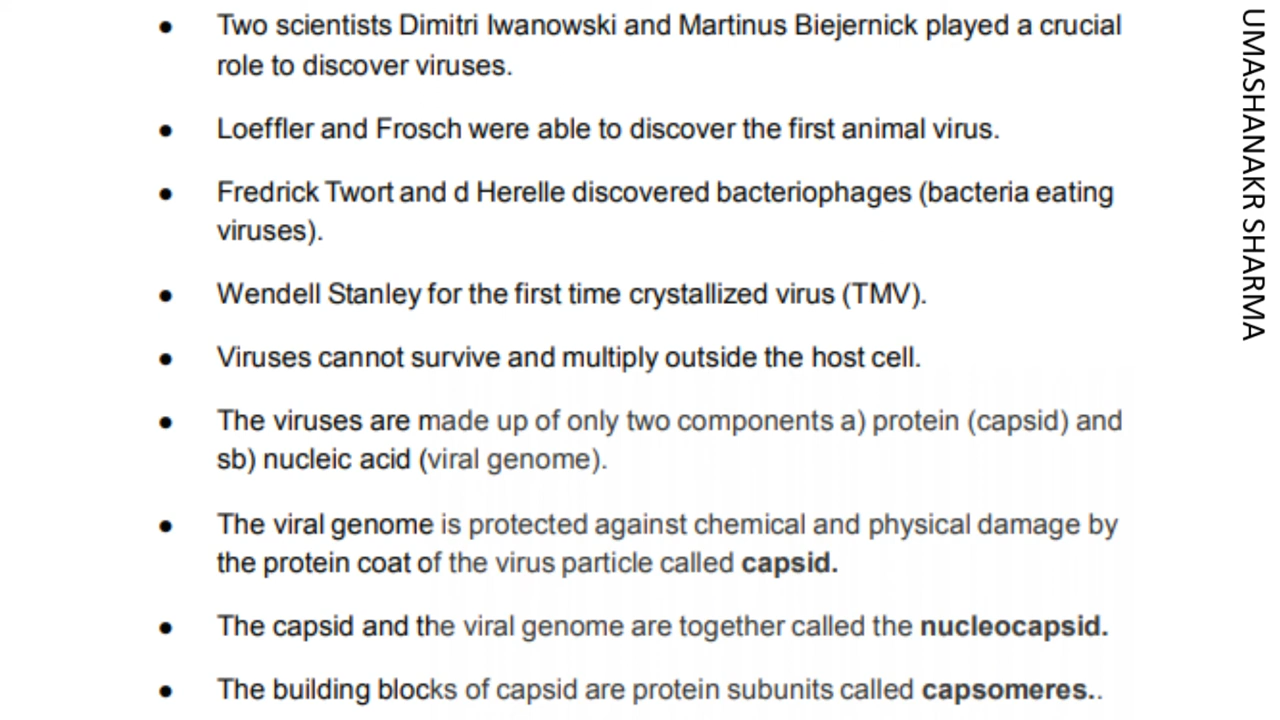 ● Two scientists Dimitri Iwanowski and Martinus Biejernick played a crucial
role to discover viruses.
● Loeffler and Frosch were able to discover the first animal virus.
● Fredrick Twort and d Herelle discovered bacteriophages (bacteria eating
viruses).
● Wendell Stanley for the first time crystallized virus (TMV).
● Viruses cannot survive and multiply outside the host cell.
● The viruses are made up of only two components a) protein (capsid) and
sb) nucleic acid (viral genome).
● The viral genome is protected against chemical and physical damage by
the protein coat of the virus particle called capsid.
● The capsid and the viral genome are together called the nucleocapsid.
● The building blocks of capsid are protein subunits called capsomeres..
UMASHANAKR SHARMA